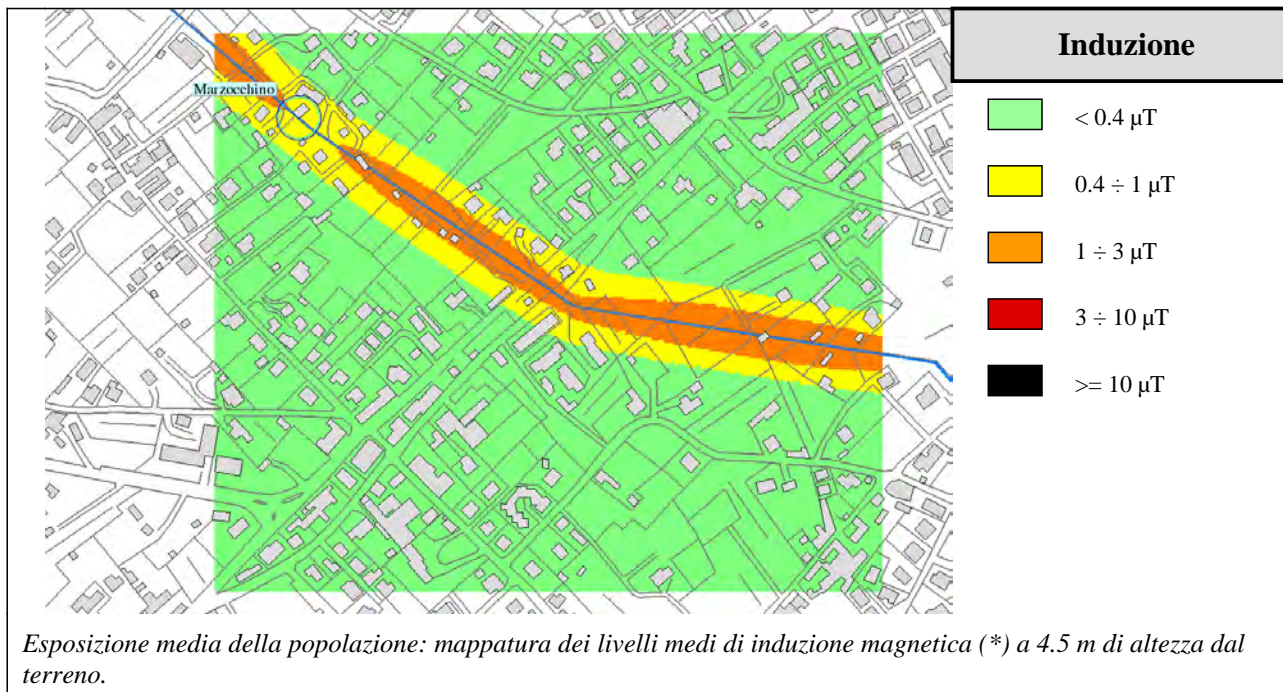 Marzocchino
Induzione
< 0.4 µT
0.4 ÷ 1 µT
1 ÷ 3 µT
3 ÷ 10 µT
>= 10 µT
Esposizione media della popolazione: mappatura dei livelli medi di induzione magnetica (*) a 4.5 m di altezza dal
terreno.